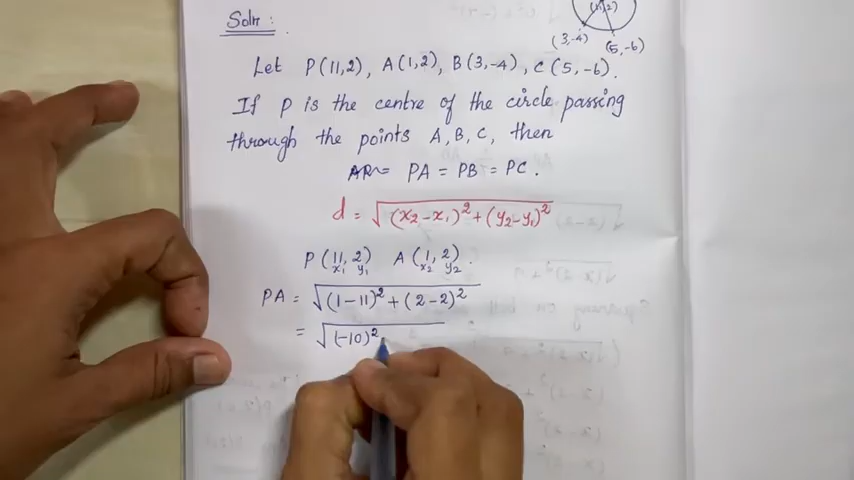 Soln :
(11,2)
(3,-4)
(5,-6)
Let P(11,2), A(1,2), B(3,-4), C(5,-6).
If P is the centre of the circle passing
through the points A, B, C, then
PA = PB = PC.
d = √(x₂-x₁)²+(y₂-y₁)²
P(11,2) A(1,2).
x₁ y₁ x₂ y₂
PA = √(1-11)²+(2-2)²
= √(-10)²